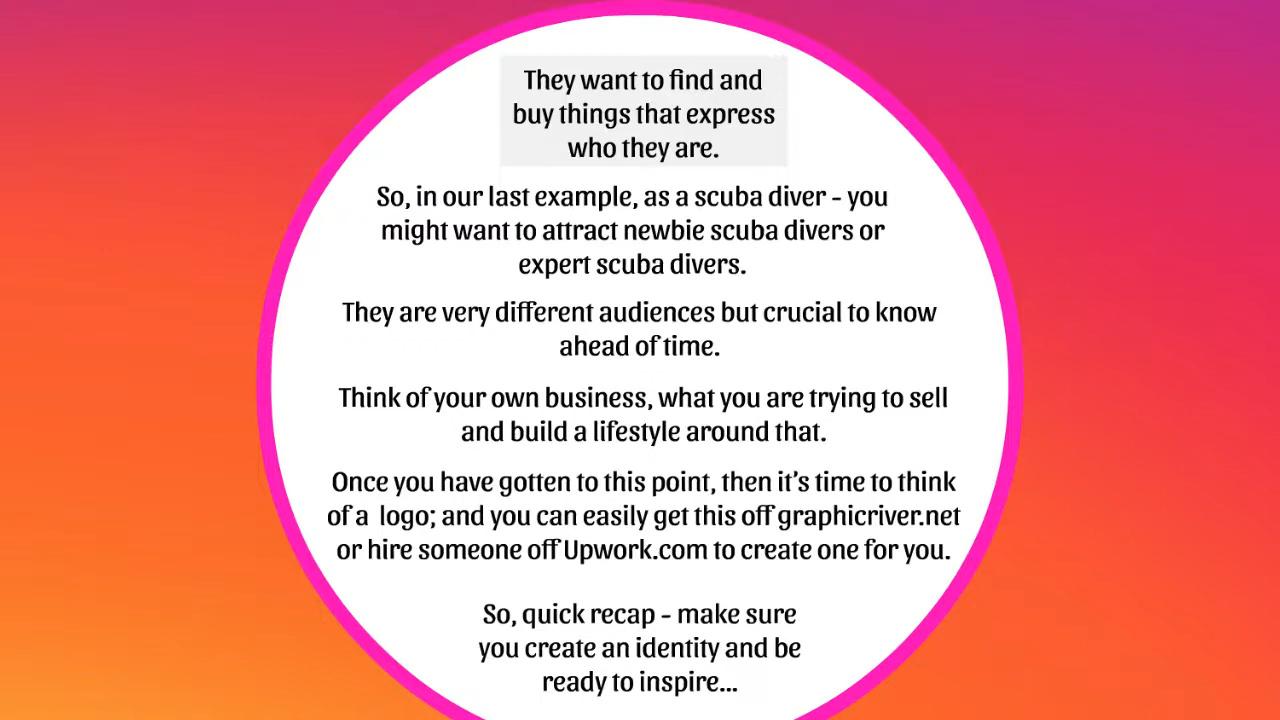 They want to find and
buy things that express
who they are.
So, in our last example, as a scuba diver - you
might want to attract newbie scuba divers or
expert scuba divers.
They are very different audiences but crucial to know
ahead of time.
Think of your own business, what you are trying to sell
and build a lifestyle around that.
Once you have gotten to this point, then it's time to think
of a  logo; and you can easily get this off graphicriver.net
or hire someone off Upwork.com to create one for you.
So, quick recap - make sure
you create an identity and be
ready to inspire...